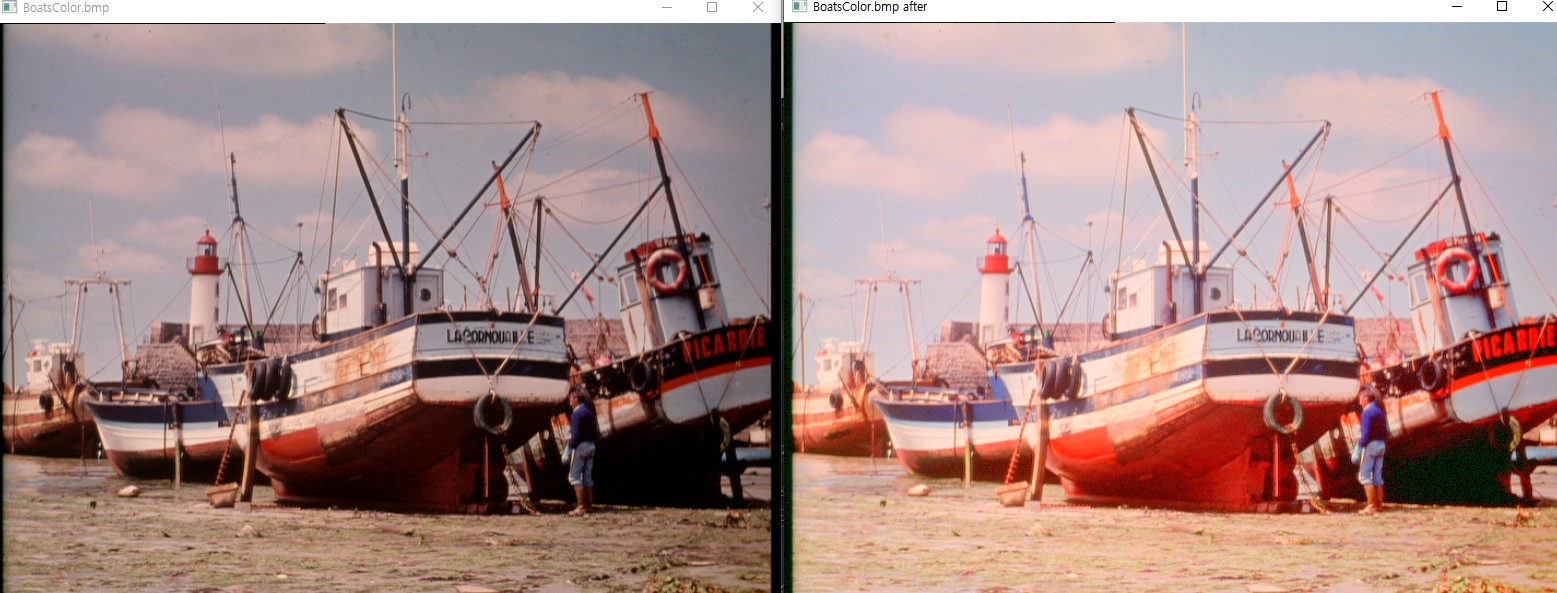 BoatsColor.bmp
BoatsColor.bmp after
LACORNOUAILLE
PICARDIE
LACORNOUAILLE
PICARDIE